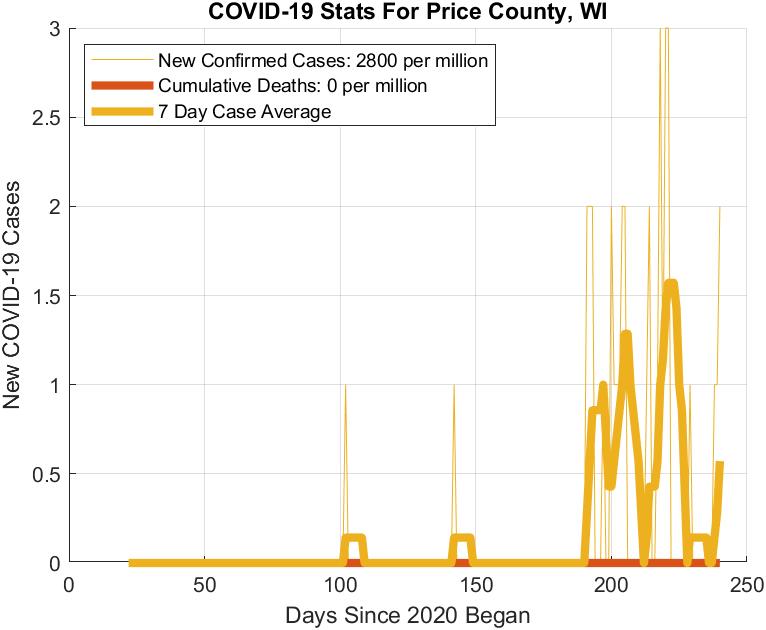 COVID-19 Stats For Price County, WI
New Confirmed Cases: 2800 per million
Cumulative Deaths: 0 per million
7 Day Case Average
New COVID-19 Cases
3
2.5
2
1.5
1
0.5
0
0 50 100 150 200 250
Days Since 2020 Began